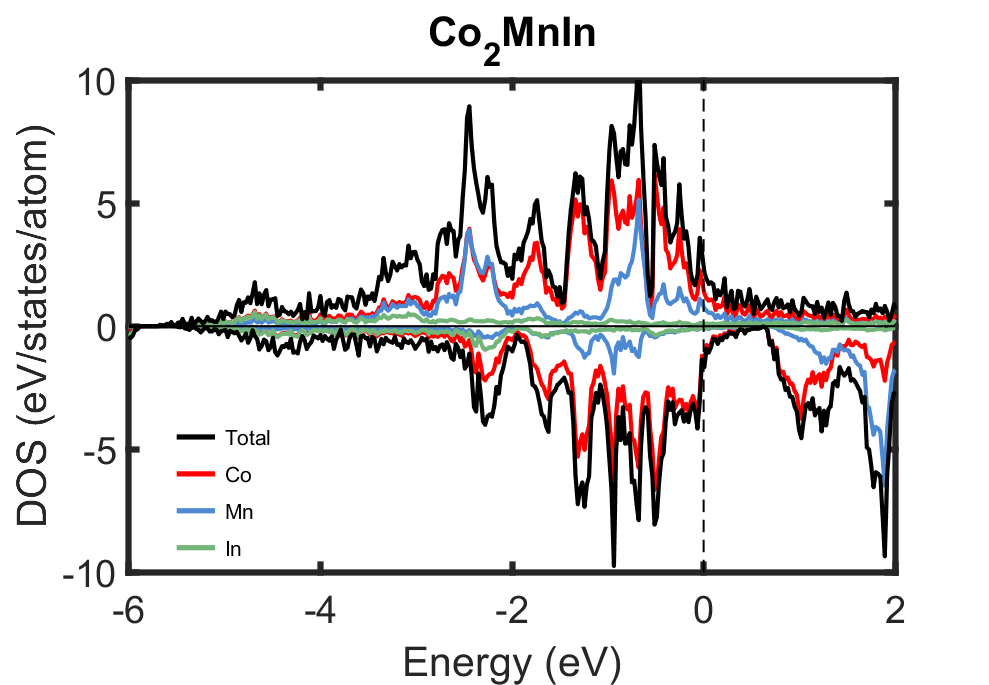 Co2MnIn
10
5
0
-5
-10
DOS (eV/states/atom)
Total
Co
Mn
In
-6 -4 -2 0 2
Energy (eV)